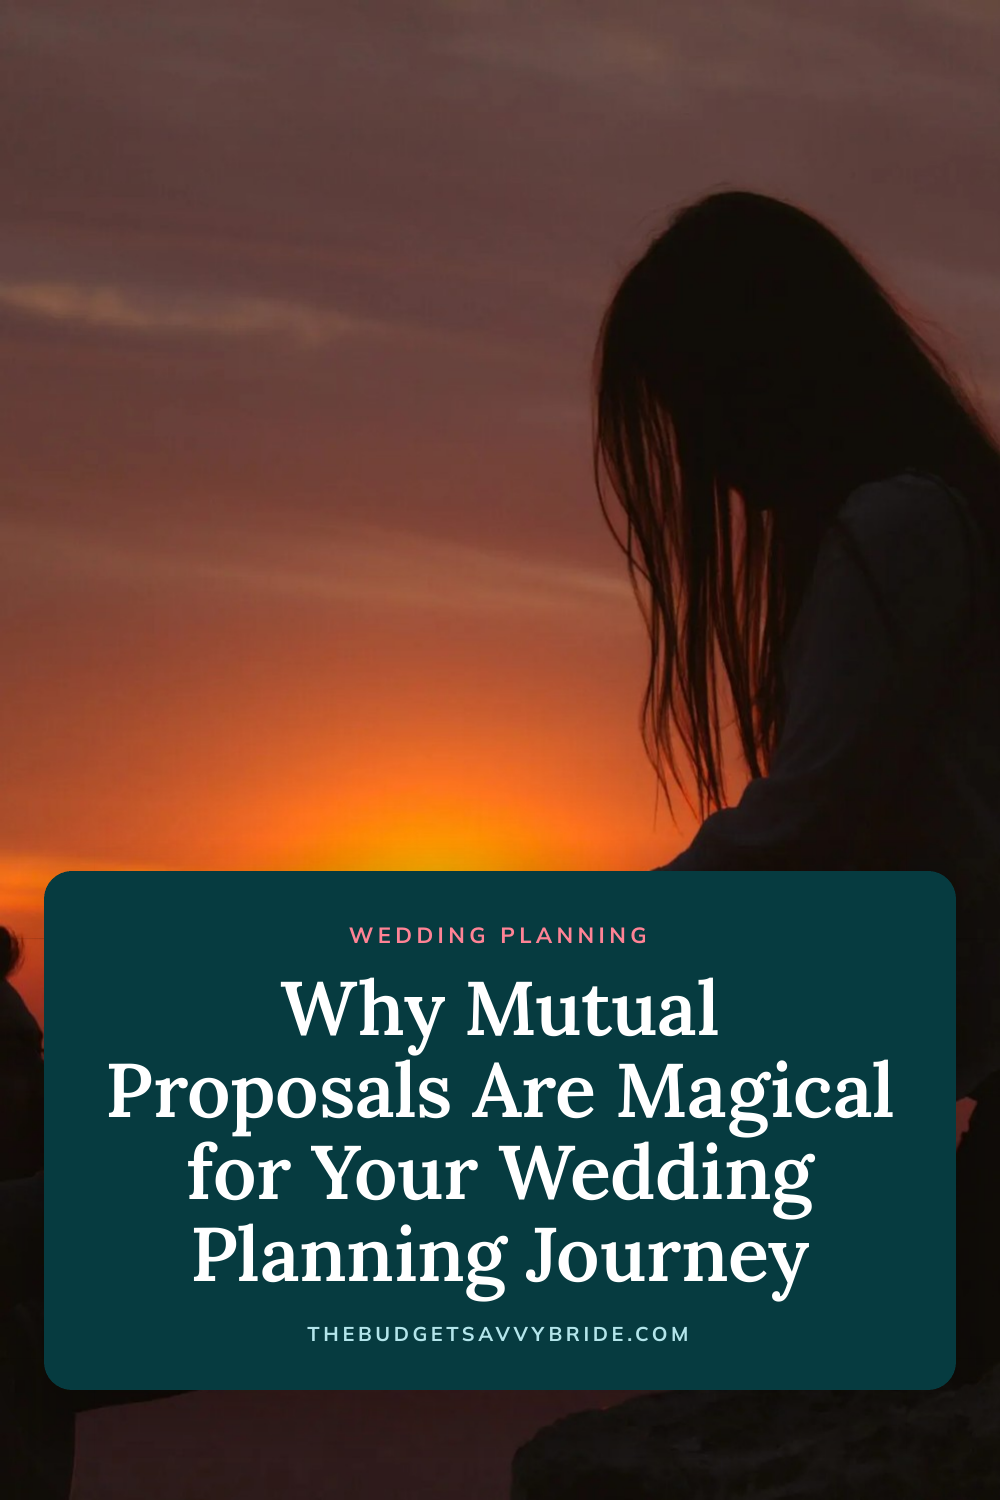 WEDDING PLANNING
Why Mutual
Proposals Are Magical
for Your Wedding
Planning Journey
THEBUDGETSAVVYBRIDE.COM